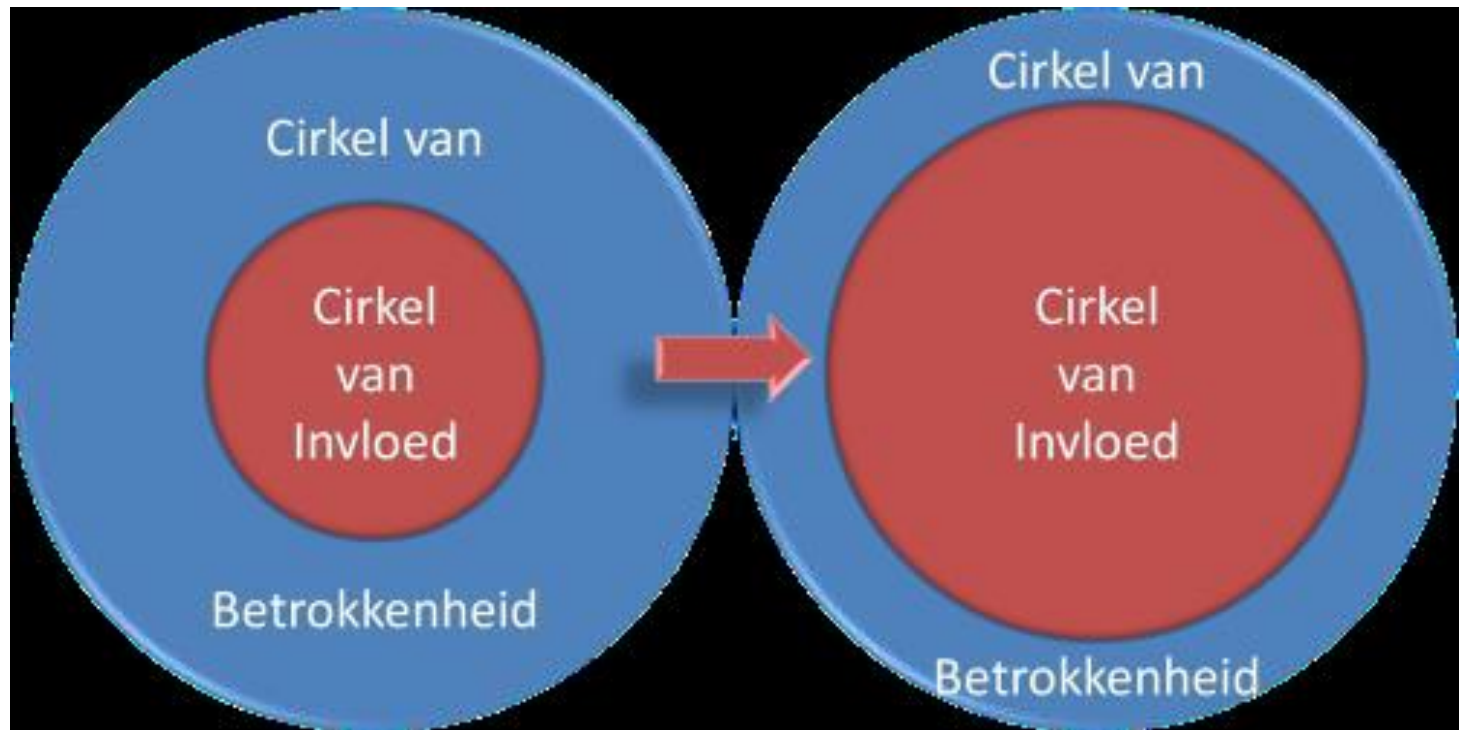 Cirkel van
Cirkel
van
Invloed
Betrokkenheid
Cirkel van
Cirkel
van
Invloed
Betrokkenheid